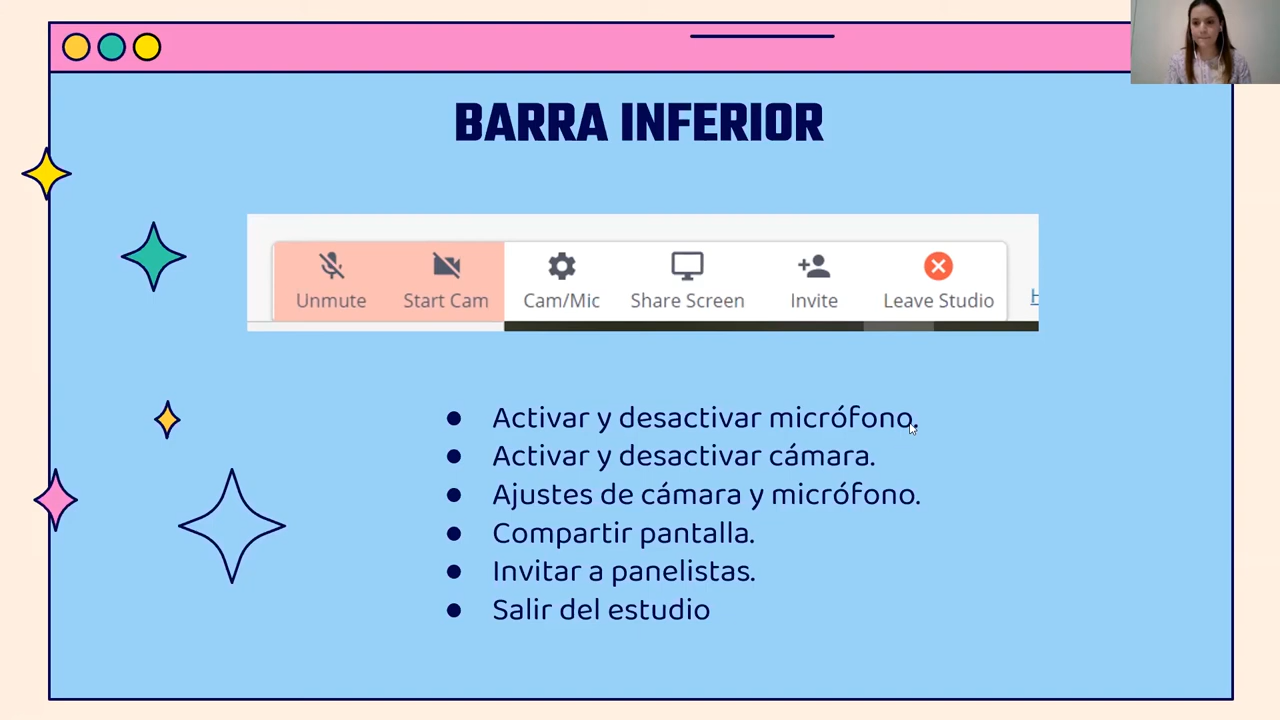 BARRA INFERIOR
Unmute Start Cam Cam/Mic Share Screen Invite Leave Studio
● Activar y desactivar micrófono.
● Activar y desactivar cámara.
● Ajustes de cámara y micrófono.
● Compartir pantalla.
● Invitar a panelistas.
● Salir del estudio